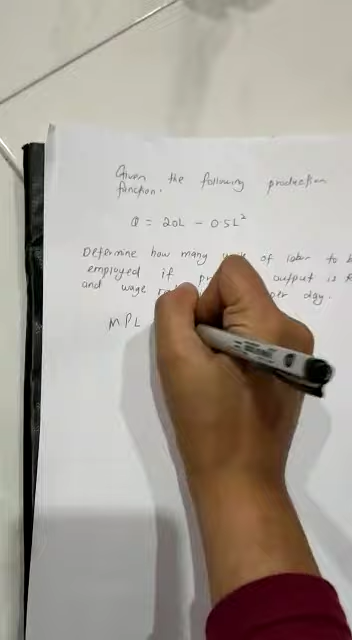 Given the following production
function.
Q = 20L - 0.5L²
Determine how many of labor to
employed if output is
and wage per day.
MPL